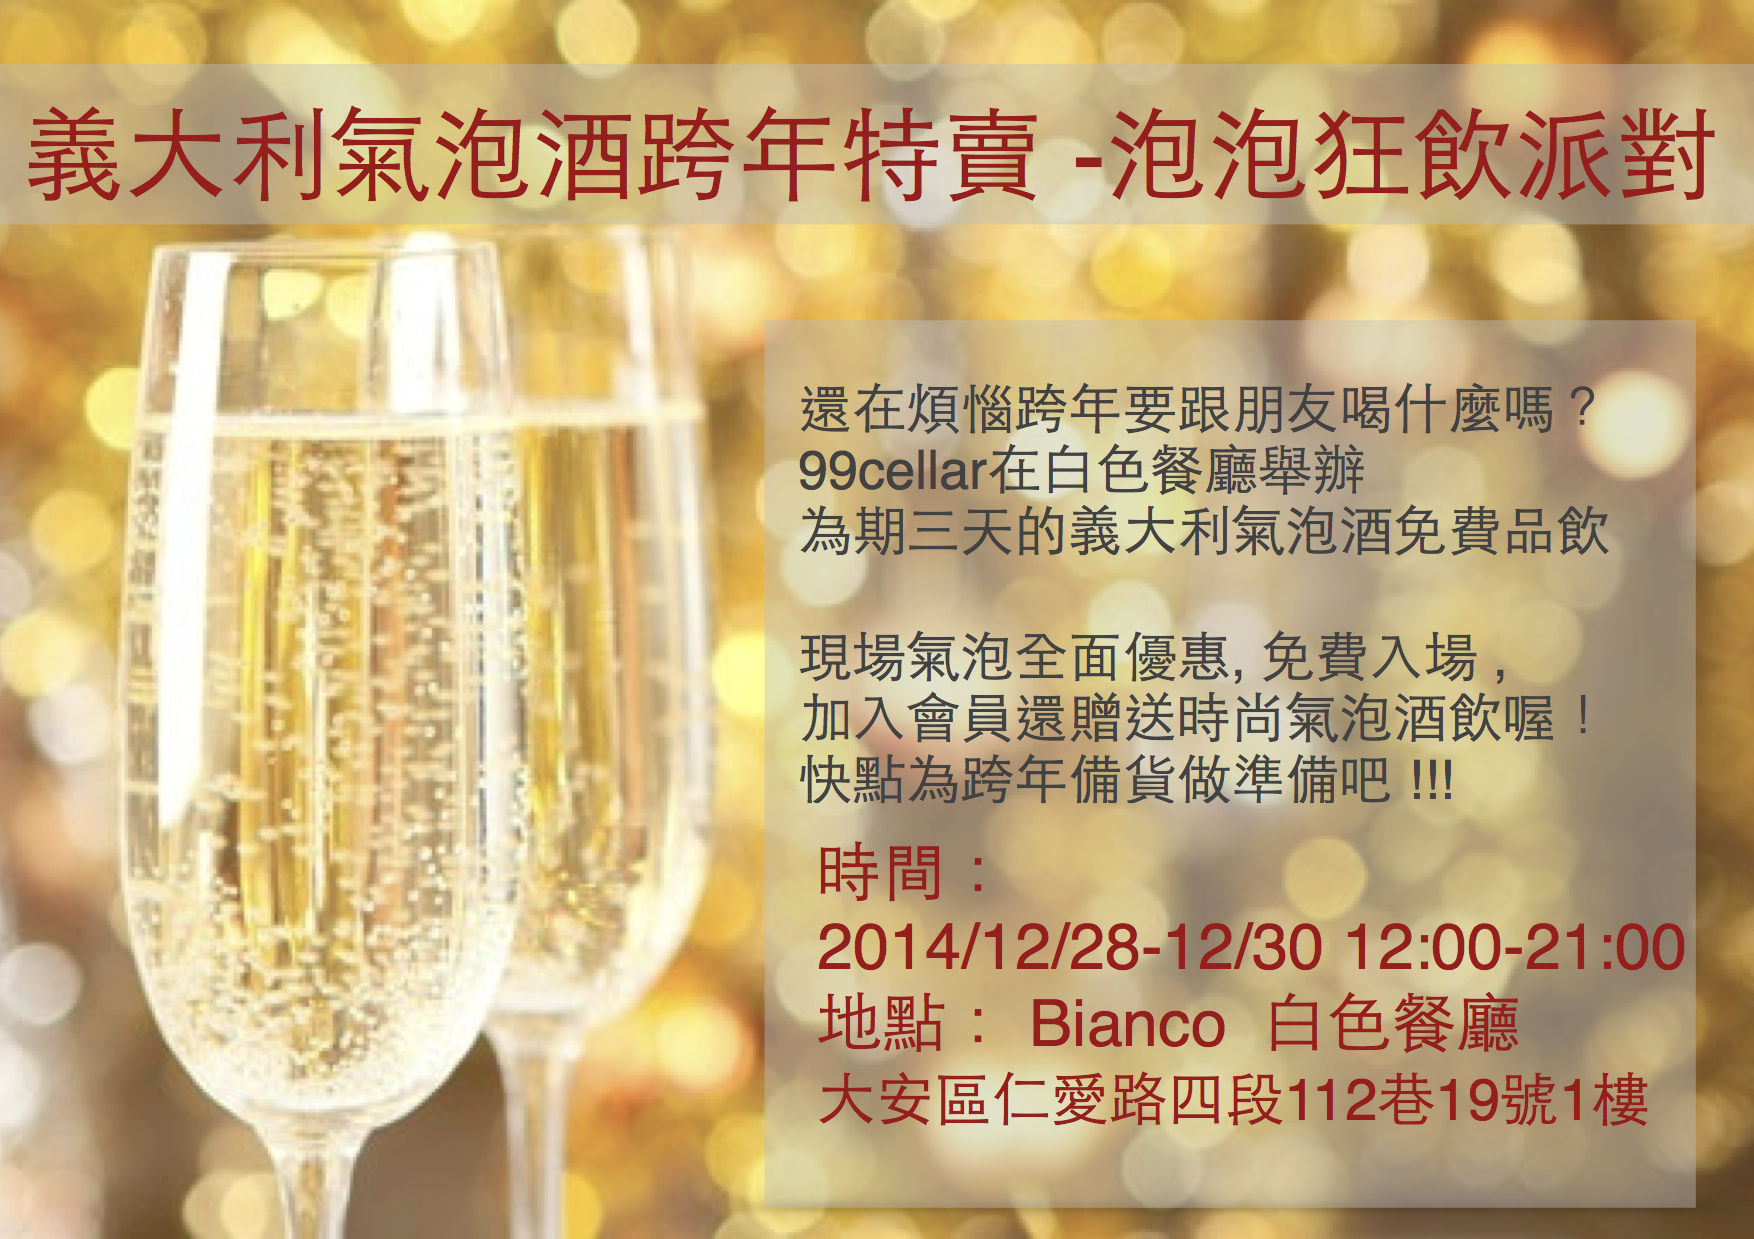 義大利氣泡酒跨年特賣 -泡泡狂飲派對
還在煩惱跨年要跟朋友喝什麼嗎？
99cellar在白色餐廳舉辦
為期三天的義大利氣泡酒免費品飲
現場氣泡全面優惠, 免費入場 ,
加入會員還贈送時尚氣泡酒飲喔！
快點為跨年備貨做準備吧 !!!
時間：
2014/12/28-12/30 12:00-21:00
地點： Bianco 白色餐廳
大安區仁愛路四段112巷19號1樓